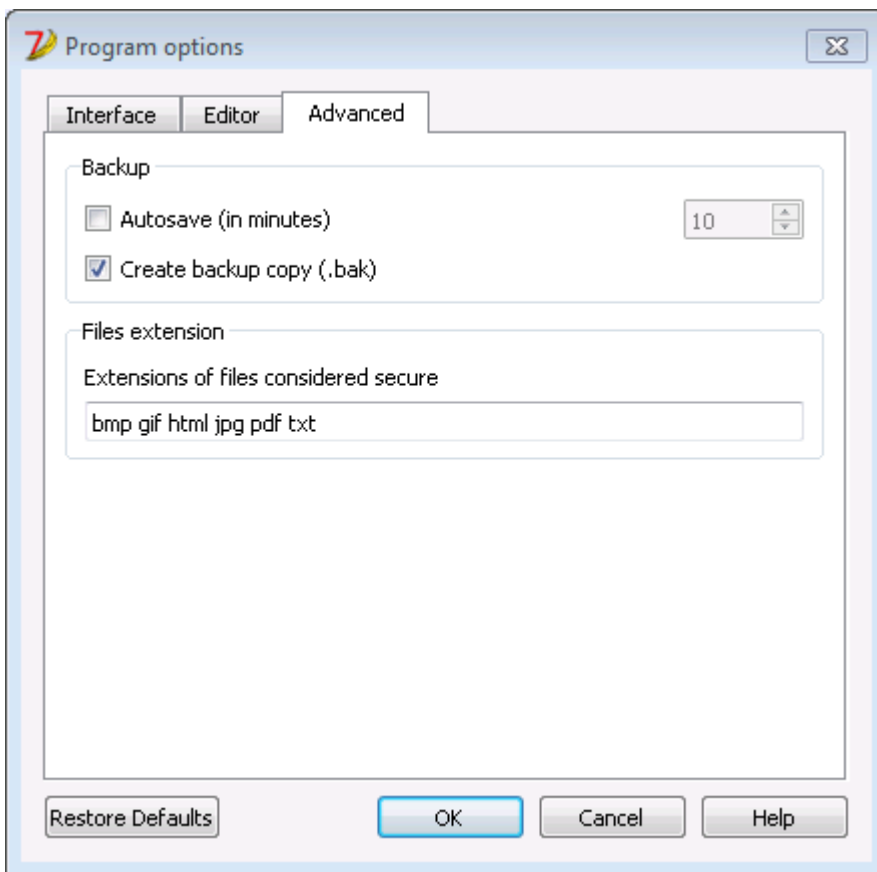 Program options
Interface Editor Advanced
Backup
Autosave (in minutes) 10
Create backup copy (.bak)
Files extension
Extensions of files considered secure
bmp gif html jpg pdf txt
Restore Defaults OK Cancel Help